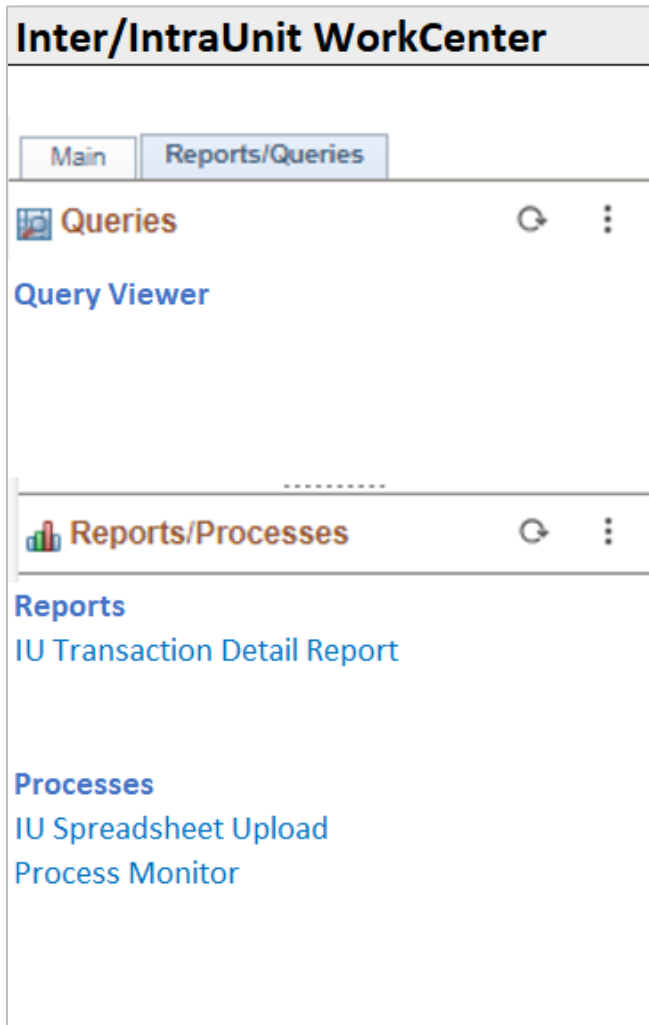 Inter/IntraUnit WorkCenter
Main Reports/Queries
Queries
Query Viewer
Reports/Processes
Reports
IU Transaction Detail Report
Processes
IU Spreadsheet Upload
Process Monitor